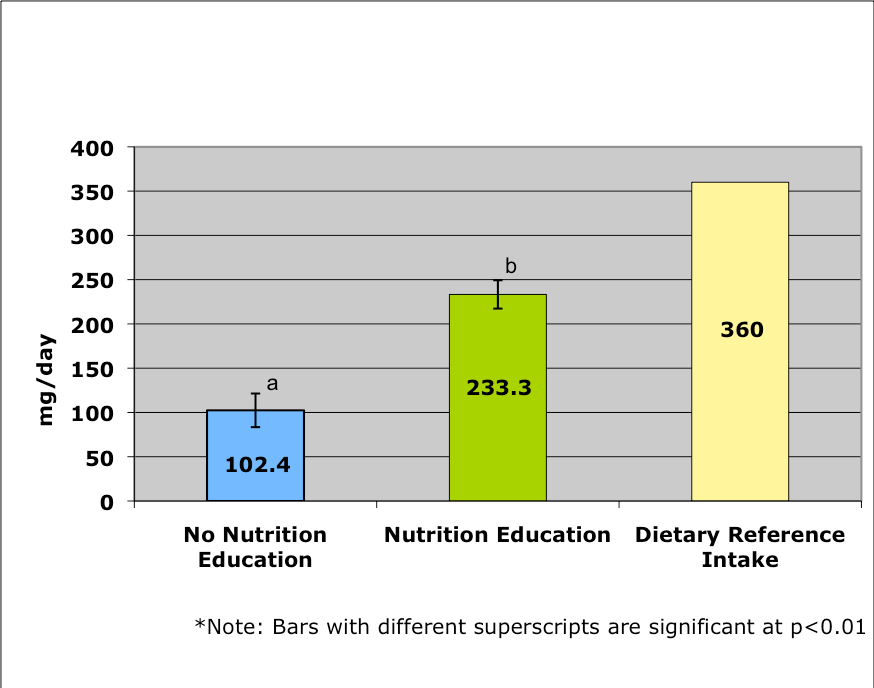 400
350
300
250
200
150
100
50
0
mg/day
a
b
102.4
233.3
360
No Nutrition
Education
Nutrition Education
Dietary Reference
Intake
*Note: Bars with different superscripts are significant at p<0.01